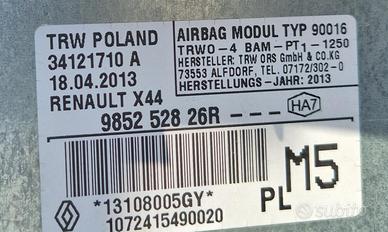 TRW POLAND
34121710 A
18.04.2013
RENAULT X44
AIRBAG MODUL TYP 90016
TRWO-4 BAM-PT1-1250
HERSTELLER: TRW ORS GmbH & CO.KG
73553 ALFDORF, TEL. 07172/302-0
HERSTELLUNGS-JAHR: 2013
9852 528 26R - - - -
HA7
M5
PL
*13108005GY*
1072415490020
subito